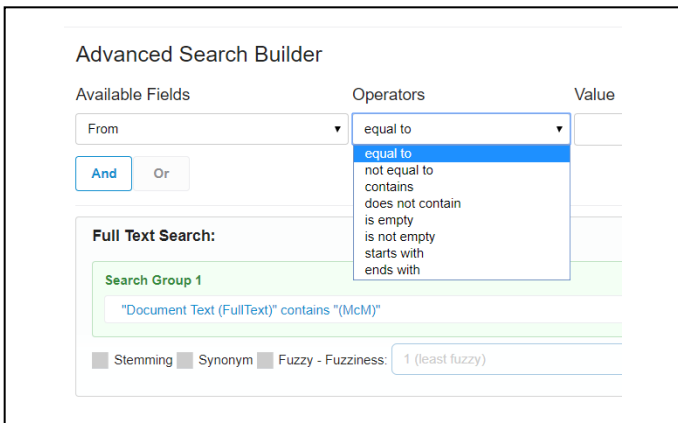 Advanced Search Builder
Available Fields Operators Value
From equal to
equal to
not equal to
contains
does not contain
is empty
is not empty
starts with
ends with
And Or
Full Text Search:
Search Group 1
"Document Text (FullText)" contains "(McM)"
Stemming Synonym Fuzzy - Fuzziness: 1 (least fuzzy)